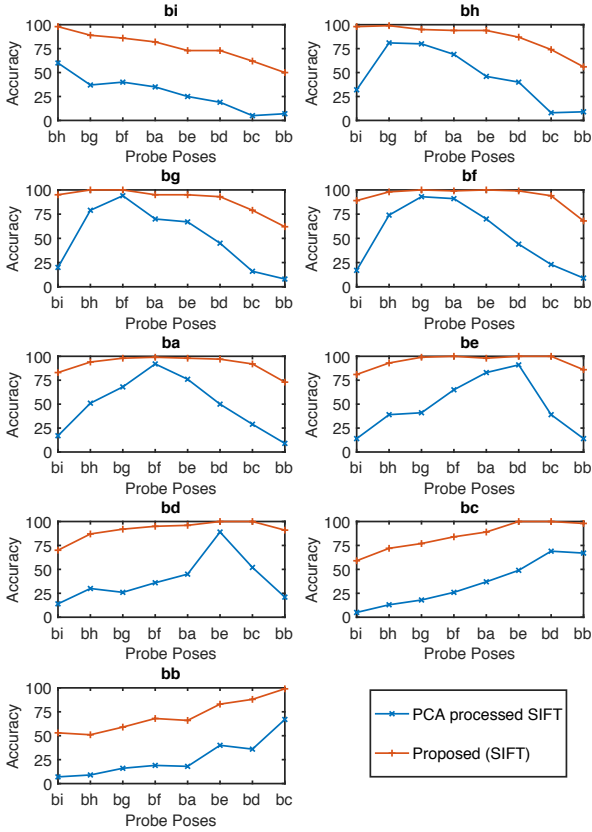 bi
Accuracy
100
75
50
25
0
bh bg bf ba be bd bc bb
Probe Poses
bh
Accuracy
100
75
50
25
0
bi bg bf ba be bd bc bb
Probe Poses
bg
Accuracy
100
75
50
25
0
bi bh bf ba be bd bc bb
Probe Poses
bf
Accuracy
100
75
50
25
0
bi bh bg ba be bd bc bb
Probe Poses
ba
Accuracy
100
75
50
25
0
bi bh bg bf be bd bc bb
Probe Poses
be
Accuracy
100
75
50
25
0
bi bh bg bf ba bd bc bb
Probe Poses
bd
Accuracy
100
75
50
25
0
bi bh bg bf ba be bc bb
Probe Poses
bc
Accuracy
100
75
50
25
0
bi bh bg bf ba be bd bb
Probe Poses
bb
Accuracy
100
75
50
25
0
bi bh bg bf ba be bd bc
Probe Poses
PCA processed SIFT
Proposed (SIFT)